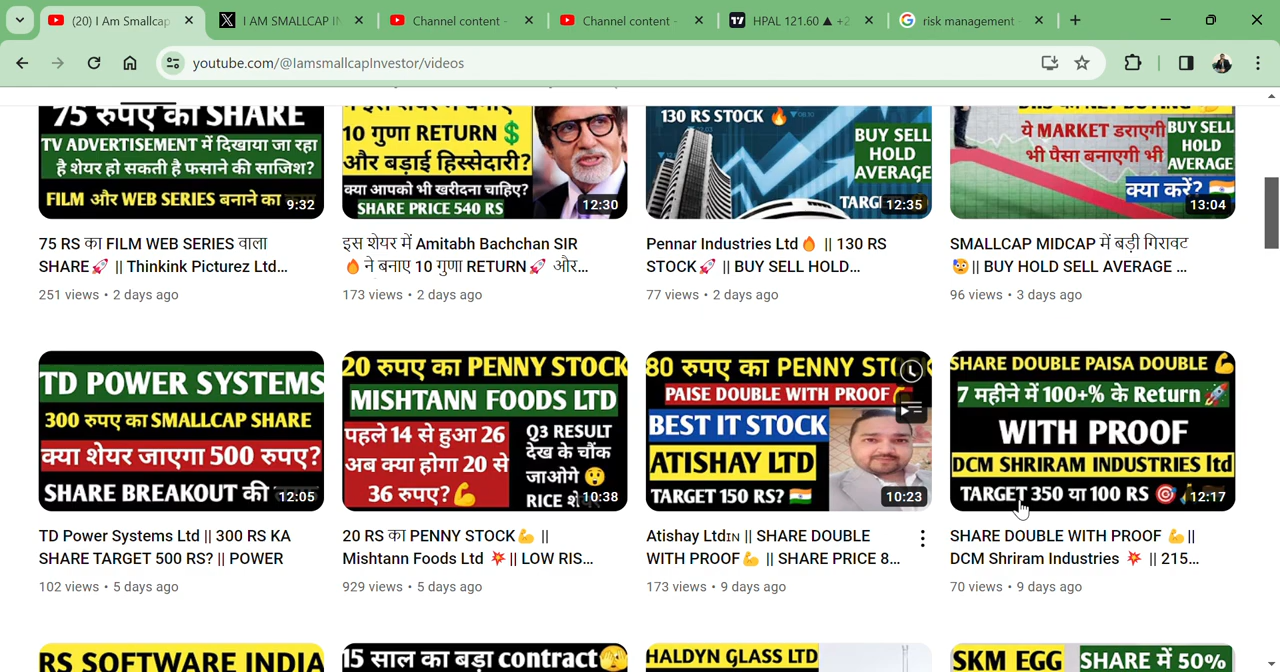 (20) I Am Smallcap
I AM SMALLCAP IN
Channel content -
Channel content -
HPAL 121.60 ▲ +2
risk management -
youtube.com/@IamsmallcapInvestor/videos
75 रुपए का SHARE
TV ADVERTISEMENT में दिखाया जा रहा
है शेयर हो सकती है फसाने की साजिश?
FILM और WEB SERIES बनाने का
9:32
10 गुणा RETURN
और बड़ाई हिस्सेदारी?
क्या आपको भी खरीदना चाहिए?
SHARE PRICE 540 RS
12:30
130 RS STOCK 🔥
BUY SELL
HOLD
AVERAGE
TARG
12:35
ये MARKET डराएगी
भी पैसा बनाएगी भी
BUY SELL
HOLD
AVERAGE
क्या करें?
13:04
75 RS का FILM WEB SERIES वाला
SHARE🚀 || Thinkink Picturez Ltd...
251 views • 2 days ago
इस शेयर में Amitabh Bachchan SIR
🔥ने बनाए 10 गुणा RETURN🚀 और...
173 views • 2 days ago
Pennar Industries Ltd🔥 || 130 RS
STOCK🚀 || BUY SELL HOLD...
77 views • 2 days ago
SMALLCAP MIDCAP में बड़ी गिरावट
😨|| BUY HOLD SELL AVERAGE ...
96 views • 3 days ago
TD POWER SYSTEMS
300 रुपए का SMALLCAP SHARE
क्या शेयर जाएगा 500 रुपए?
SHARE BREAKOUT की
12:05
20 रुपए का PENNY STOCK
MISHTANN FOODS LTD
पहले 14 से हुआ 26
अब क्या होगा 20 से
36 रुपए?💪
Q3 RESULT
देख के चौंक
जाओगे 😲
RICE
10:38
80 रुपए का PENNY
PAISE DOUBLE WITH PROOF
BEST IT STOCK
ATISHAY LTD
TARGET 150 RS?
10:23
SHARE DOUBLE PAISA DOUBLE 💪
7 महीने में 100+% के Return🚀
WITH PROOF
DCM SHRIRAM INDUSTRIES ltd
TARGET 350 या 100 RS 🎯
12:17
TD Power Systems Ltd || 300 RS KA
SHARE TARGET 500 RS? || POWER
102 views • 5 days ago
20 RS का PENNY STOCK💪 ||
Mishtann Foods Ltd 💥|| LOW RIS...
929 views • 5 days ago
Atishay Ltdɪɴ || SHARE DOUBLE
WITH PROOF💪 || SHARE PRICE 8...
173 views • 9 days ago
SHARE DOUBLE WITH PROOF 💪||
DCM Shriram Industries 💥 || 215...
70 views • 9 days ago
RS SOFTWARE INDIA
15 साल का बड़ा contract
HALDYN GLASS LTD
SKM EGG
SHARE में 50%